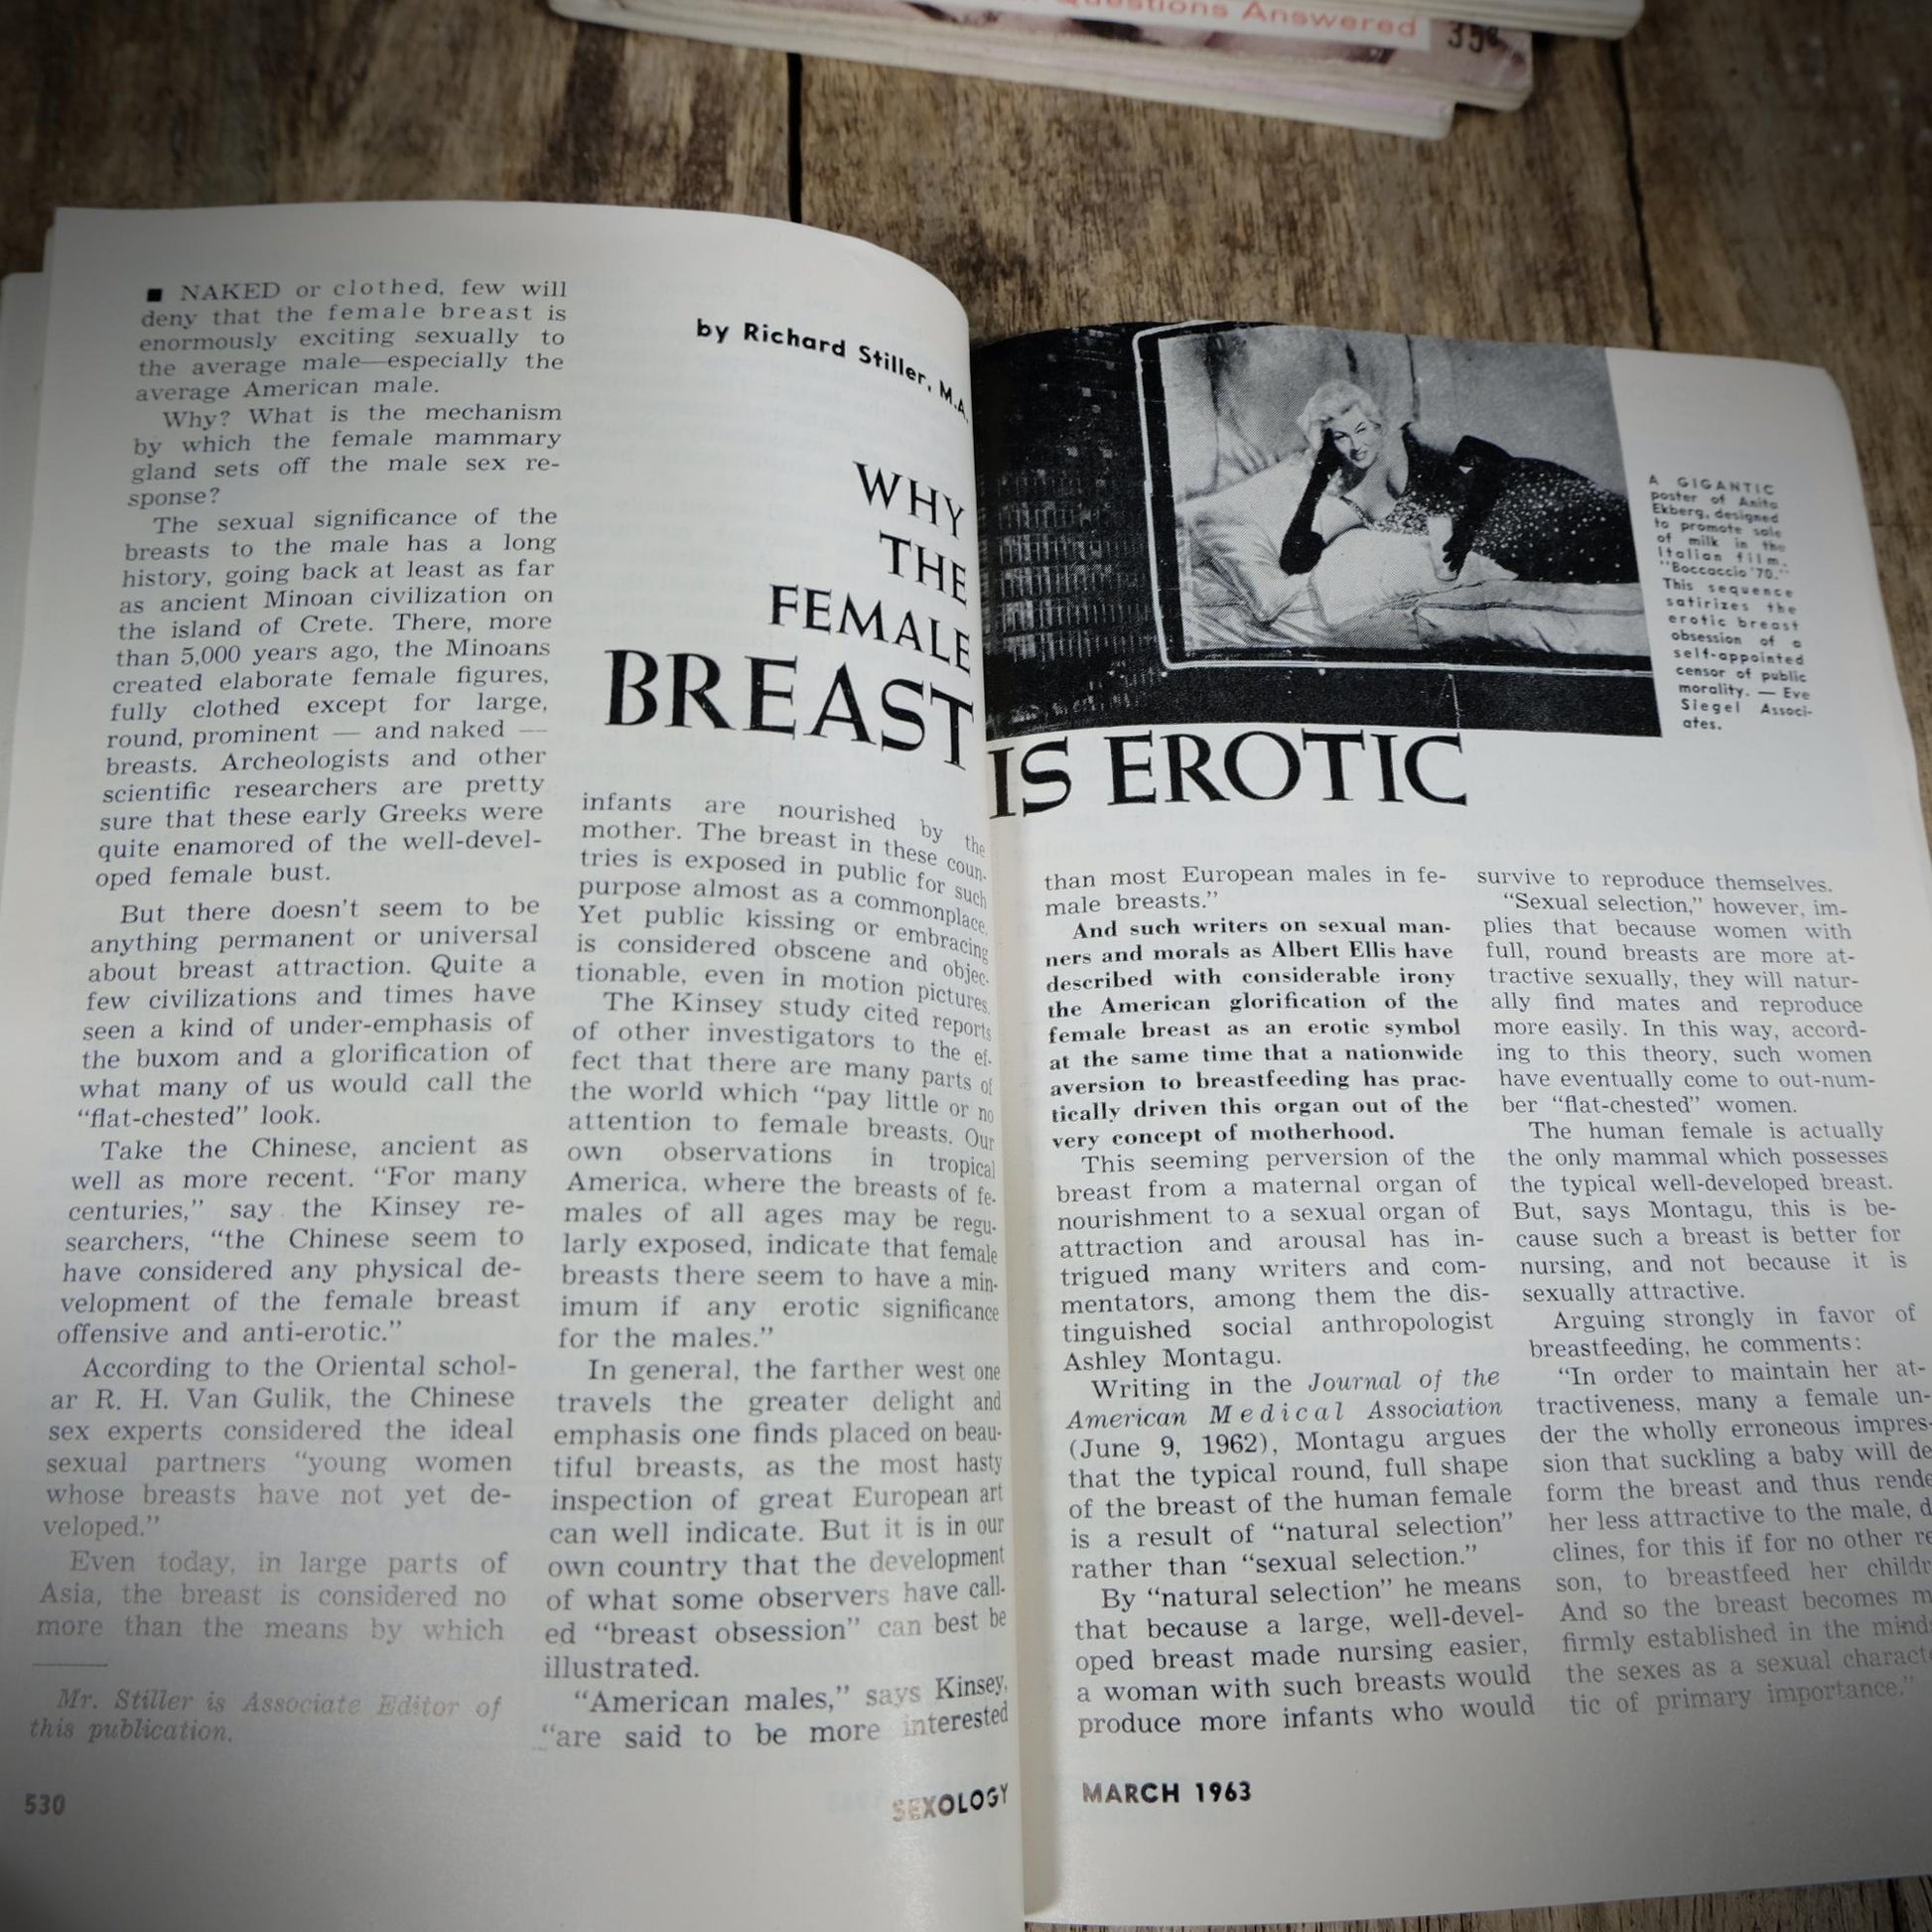 Questions Answered
35¢
■ NAKED or clothed, few will
deny that the female breast is
enormously exciting sexually to
the average male—especially the
average American male.
Why? What is the mechanism
by which the female mammary
gland sets off the male sex re-
sponse?
The sexual significance of the
breasts to the male has a long
history, going back at least as far
as ancient Minoan civilization on
the island of Crete. There, more
than 5,000 years ago, the Minoans
created elaborate female figures,
fully clothed except for large,
round, prominent — and naked —
breasts. Archeologists and other
scientific researchers are pretty
sure that these early Greeks were
quite enamored of the well-devel-
oped female bust.
But there doesn't seem to be
anything permanent or universal
about breast attraction. Quite a
few civilizations and times have
seen a kind of under-emphasis of
the buxom and a glorification of
what many of us would call the
"flat-chested" look.
Take the Chinese, ancient as
well as more recent. "For many
centuries," say the Kinsey re-
searchers, "the Chinese seem to
have considered any physical de-
velopment of the female breast
offensive and anti-erotic."
According to the Oriental schol-
ar R. H. Van Gulik, the Chinese
sex experts considered the ideal
sexual partners "young women
whose breasts have not yet de-
veloped."
Even today, in large parts of
Asia, the breast is considered no
more than the means by which
Mr. Stiller is Associate Editor of
this publication.
530
by Richard Stiller, M.A.
WHY
THE
FEMALE
BREAST IS EROTIC
infants are nourished by the
mother. The breast in these coun-
tries is exposed in public for such
purpose almost as a commonplace.
Yet public kissing or embracing
is considered obscene and objec-
tionable, even in motion pictures.
The Kinsey study cited reports
of other investigators to the ef-
fect that there are many parts of
the world which "pay little or no
attention to female breasts. Our
own observations in tropical
America, where the breasts of fe-
males of all ages may be regu-
larly exposed, indicate that female
breasts there seem to have a min-
imum if any erotic significance
for the males."
In general, the farther west one
travels the greater delight and
emphasis one finds placed on beau-
tiful breasts, as the most hasty
inspection of great European art
can well indicate. But it is in our
own country that the development
of what some observers have call-
ed "breast obsession" can best be
illustrated.
"American males," says Kinsey,
"are said to be more interested
SEXOLOGY
A GIGANTIC
poster of Anita
Ekberg, designed
to promote sale
of milk in the
Italian film,
"Boccaccio '70."
This sequence
satirizes the
erotic breast
obsession of a
self-appointed
censor of public
morality. — Eve
Siegel Associ-
ates.
than most European males in fe-
male breasts."
And such writers on sexual man-
ners and morals as Albert Ellis have
described with considerable irony
the American glorification of the
female breast as an erotic symbol
at the same time that a nationwide
aversion to breastfeeding has prac-
tically driven this organ out of the
very concept of motherhood.
This seeming perversion of the
breast from a maternal organ of
nourishment to a sexual organ of
attraction and arousal has in-
trigued many writers and com-
mentators, among them the dis-
tinguished social anthropologist
Ashley Montagu.
Writing in the Journal of the
American Medical Association
(June 9, 1962), Montagu argues
that the typical round, full shape
of the breast of the human female
is a result of "natural selection"
rather than "sexual selection."
By "natural selection" he means
that because a large, well-devel-
oped breast made nursing easier,
a woman with such breasts would
produce more infants who would
survive to reproduce themselves.
"Sexual selection," however, im-
plies that because women with
full, round breasts are more at-
tractive sexually, they will natur-
ally find mates and reproduce
more easily. In this way, accord-
ing to this theory, such women
have eventually come to out-num-
ber "flat-chested" women.
The human female is actually
the only mammal which possesses
the typical well-developed breast.
But, says Montagu, this is be-
cause such a breast is better for
nursing, and not because it is
sexually attractive.
Arguing strongly in favor of
breastfeeding, he comments:
"In order to maintain her at-
tractiveness, many a female un-
der the wholly erroneous impres-
sion that suckling a baby will de
form the breast and thus rende
her less attractive to the male, d
clines, for this if for no other re
son, to breastfeed her childr
And so the breast becomes m
firmly established in the mind
the sexes as a sexual charact
tic of primary importance."
MARCH 1963